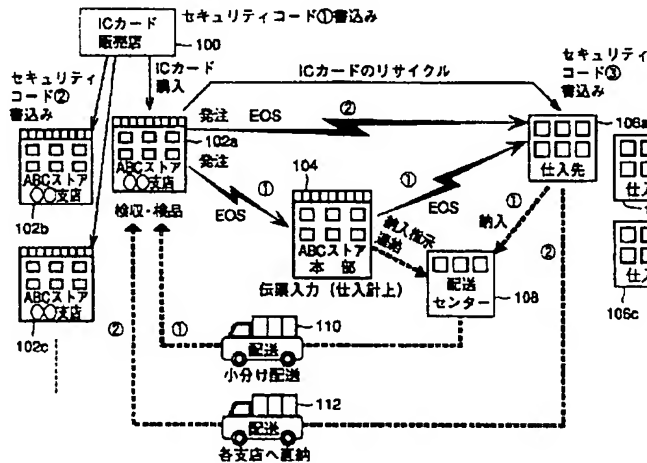 ICカード
販売店
100
セキュリティコード①書込み
セキュリティ
コード②
書込み
ICカード
購入
ICカードのリサイクル
セキュリティ
コード③
書込み
発注 EOS
②
102a
発注
ABCストア
○○支店
検収・検品
ABCストア
○○支店
102b
ABCストア
○○支店
102c
①
EOS
104
ABCストア
本 部
伝票入力(仕入計上)
①
EOS
納入指示
106a
仕入先
仕入
仕入
106c
①
納入
②
配送
センター
108
②
①
110
配送
小分け配送
112
配送
各支店へ直納